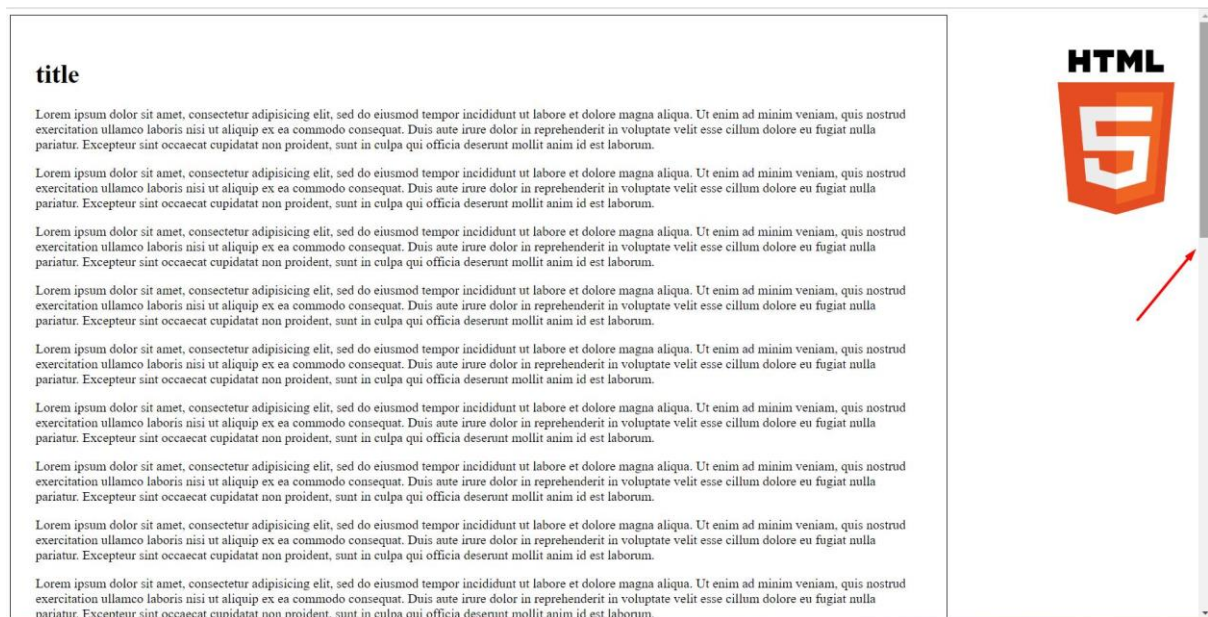 title
Lorem ipsum dolor sit amet, consectetur adipisicing elit, sed do eiusmod tempor incididunt ut labore et dolore magna aliqua. Ut enim ad minim veniam, quis nostrud
exercitation ullamco laboris nisi ut aliquip ex ea commodo consequat. Duis aute irure dolor in reprehenderit in voluptate velit esse cillum dolore eu fugiat nulla
pariatur. Excepteur sint occaecat cupidatat non proident, sunt in culpa qui officia deserunt mollit anim id est laborum.
Lorem ipsum dolor sit amet, consectetur adipisicing elit, sed do eiusmod tempor incididunt ut labore et dolore magna aliqua. Ut enim ad minim veniam, quis nostrud
exercitation ullamco laboris nisi ut aliquip ex ea commodo consequat. Duis aute irure dolor in reprehenderit in voluptate velit esse cillum dolore eu fugiat nulla
pariatur. Excepteur sint occaecat cupidatat non proident, sunt in culpa qui officia deserunt mollit anim id est laborum.
Lorem ipsum dolor sit amet, consectetur adipisicing elit, sed do eiusmod tempor incididunt ut labore et dolore magna aliqua. Ut enim ad minim veniam, quis nostrud
exercitation ullamco laboris nisi ut aliquip ex ea commodo consequat. Duis aute irure dolor in reprehenderit in voluptate velit esse cillum dolore eu fugiat nulla
pariatur. Excepteur sint occaecat cupidatat non proident, sunt in culpa qui officia deserunt mollit anim id est laborum.
Lorem ipsum dolor sit amet, consectetur adipisicing elit, sed do eiusmod tempor incididunt ut labore et dolore magna aliqua. Ut enim ad minim veniam, quis nostrud
exercitation ullamco laboris nisi ut aliquip ex ea commodo consequat. Duis aute irure dolor in reprehenderit in voluptate velit esse cillum dolore eu fugiat nulla
pariatur. Excepteur sint occaecat cupidatat non proident, sunt in culpa qui officia deserunt mollit anim id est laborum.
Lorem ipsum dolor sit amet, consectetur adipisicing elit, sed do eiusmod tempor incididunt ut labore et dolore magna aliqua. Ut enim ad minim veniam, quis nostrud
exercitation ullamco laboris nisi ut aliquip ex ea commodo consequat. Duis aute irure dolor in reprehenderit in voluptate velit esse cillum dolore eu fugiat nulla
pariatur. Excepteur sint occaecat cupidatat non proident, sunt in culpa qui officia deserunt mollit anim id est laborum.
Lorem ipsum dolor sit amet, consectetur adipisicing elit, sed do eiusmod tempor incididunt ut labore et dolore magna aliqua. Ut enim ad minim veniam, quis nostrud
exercitation ullamco laboris nisi ut aliquip ex ea commodo consequat. Duis aute irure dolor in reprehenderit in voluptate velit esse cillum dolore eu fugiat nulla
pariatur. Excepteur sint occaecat cupidatat non proident, sunt in culpa qui officia deserunt mollit anim id est laborum.
Lorem ipsum dolor sit amet, consectetur adipisicing elit, sed do eiusmod tempor incididunt ut labore et dolore magna aliqua. Ut enim ad minim veniam, quis nostrud
exercitation ullamco laboris nisi ut aliquip ex ea commodo consequat. Duis aute irure dolor in reprehenderit in voluptate velit esse cillum dolore eu fugiat nulla
pariatur. Excepteur sint occaecat cupidatat non proident, sunt in culpa qui officia deserunt mollit anim id est laborum.
Lorem ipsum dolor sit amet, consectetur adipisicing elit, sed do eiusmod tempor incididunt ut labore et dolore magna aliqua. Ut enim ad minim veniam, quis nostrud
exercitation ullamco laboris nisi ut aliquip ex ea commodo consequat. Duis aute irure dolor in reprehenderit in voluptate velit esse cillum dolore eu fugiat nulla
pariatur. Excepteur sint occaecat cupidatat non proident, sunt in culpa qui officia deserunt mollit anim id est laborum.
Lorem ipsum dolor sit amet, consectetur adipisicing elit, sed do eiusmod tempor incididunt ut labore et dolore magna aliqua. Ut enim ad minim veniam, quis nostrud
exercitation ullamco laboris nisi ut aliquip ex ea commodo consequat. Duis aute irure dolor in reprehenderit in voluptate velit esse cillum dolore eu fugiat nulla
pariatur. Excepteur sint occaecat cupidatat non proident, sunt in culpa qui officia deserunt mollit anim id est laborum.
HTML
5